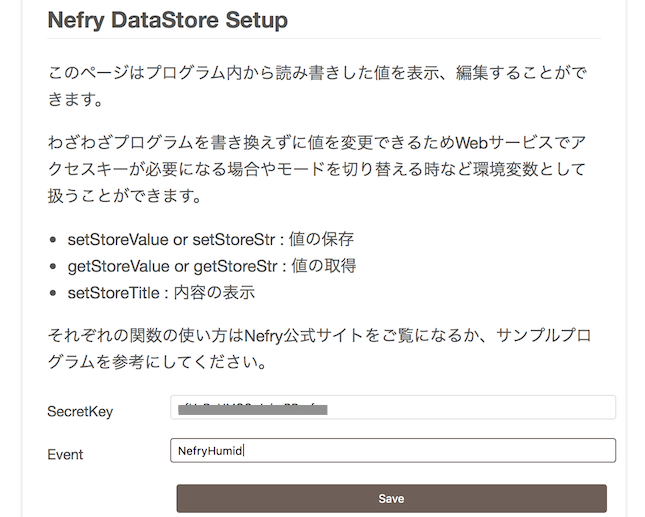 Nefry DataStore Setup
このページはプログラム内から読み書きした値を表示、編集することがで
きます。
わざわざプログラムを書き換えずに値を変更できるためWebサービスでア
クセスキーが必要になる場合やモードを切り替える時など環境変数として
扱うことができます。
• setStoreValue or setStoreStr : 値の保存
• getStoreValue or getStoreStr : 値の取得
• setStoreTitle : 内容の表示
それぞれの関数の使い方はNefry公式サイトをご覧になるか、サンプルプロ
グラムを参考にしてください。
SecretKey
Event NefryHumid
Save